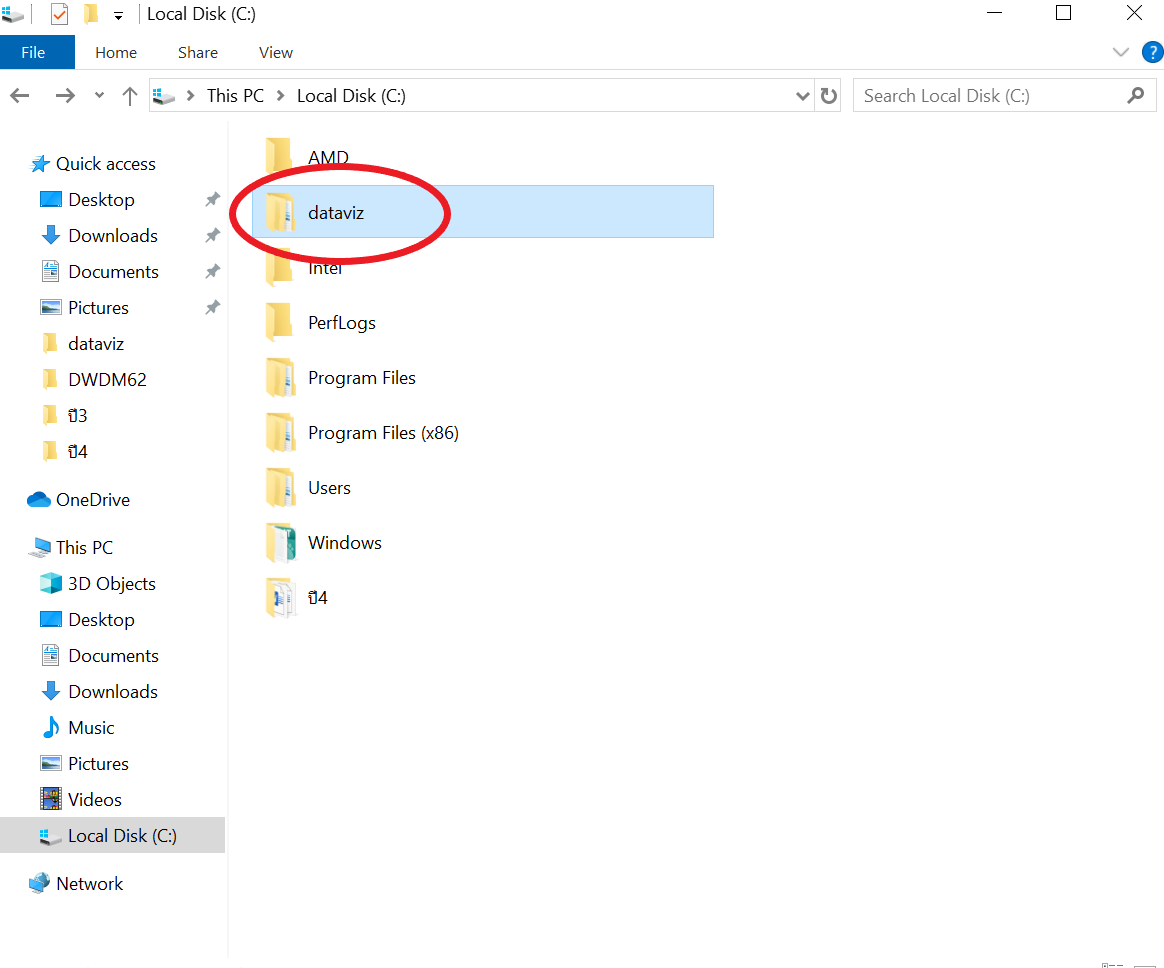 Local Disk (C:)
File Home Share View ?
This PC Local Disk (C:) Search Local Disk (C:)
Quick access
Desktop
Downloads
Documents
Pictures
dataviz
DWDM62
ปี3
ปี4
OneDrive
This PC
3D Objects
Desktop
Documents
Downloads
Music
Pictures
Videos
Local Disk (C:)
Network
AMD
dataviz
Intel
PerfLogs
Program Files
Program Files (x86)
Users
Windows
ปี4